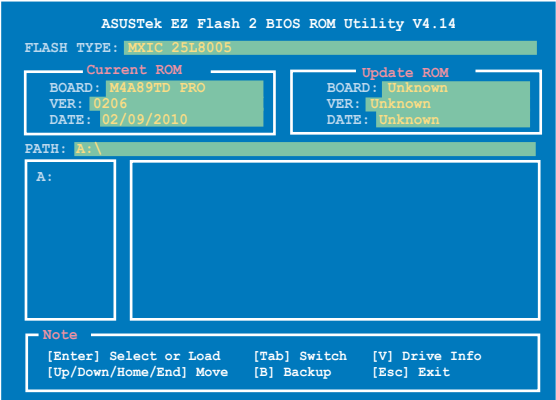 ASUSTek EZ Flash 2 BIOS ROM Utility V4.14
FLASH TYPE: MXIC 25L8005
Current ROM
BOARD: M4A89TD PRO
VER: 0206
DATE: 02/09/2010
Update ROM
BOARD: Unknown
VER: Unknown
DATE: Unknown
PATH: A:\
A:
Note
[Enter] Select or Load [Tab] Switch [V] Drive Info
[Up/Down/Home/End] Move [B] Backup [Esc] Exit